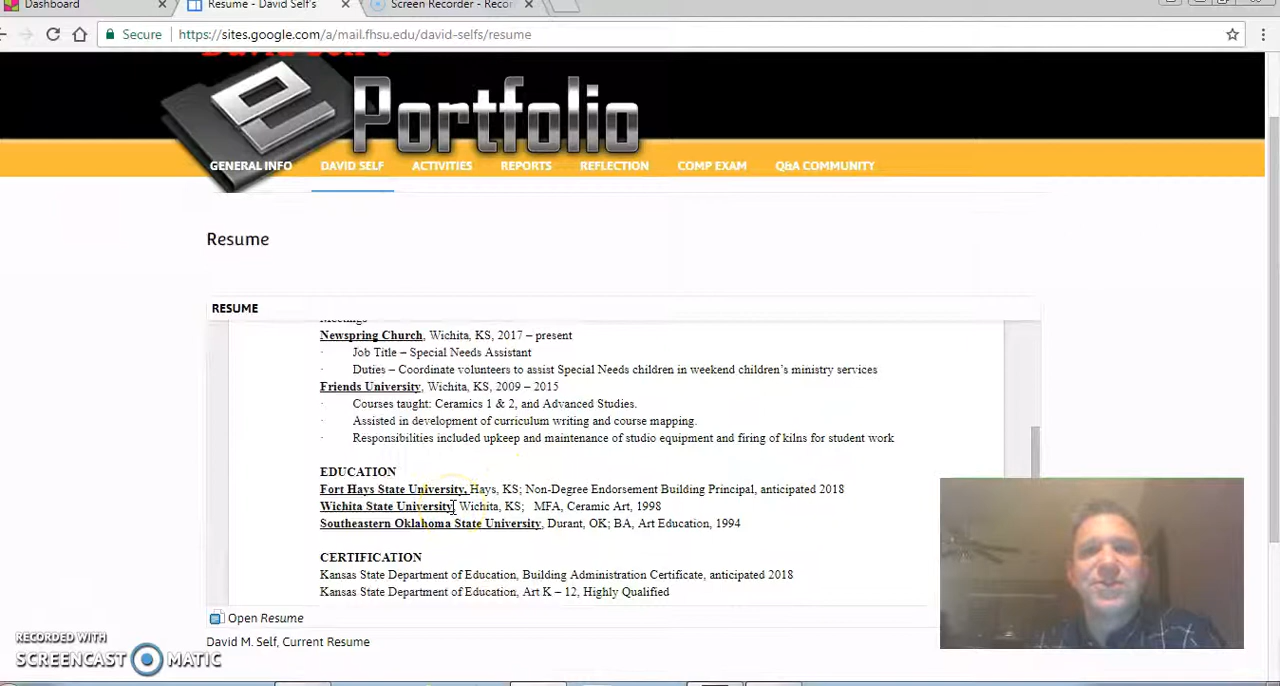 Dashboard
Resume - David Self's
Screen Recorder - Recor
Secure
https://sites.google.com/a/mail.fhsu.edu/david-selfs/resume
David Self's
e
Portfolio
GENERAL INFO
DAVID SELF
ACTIVITIES
REPORTS
REFLECTION
COMP EXAM
Q&A COMMUNITY
Resume
RESUME
Meetings
Newspring Church, Wichita, KS, 2017 – present
· Job Title – Special Needs Assistant
· Duties – Coordinate volunteers to assist Special Needs children in weekend children's ministry services
Friends University, Wichita, KS, 2009 – 2015
· Courses taught: Ceramics 1 & 2, and Advanced Studies.
· Assisted in development of curriculum writing and course mapping.
· Responsibilities included upkeep and maintenance of studio equipment and firing of kilns for student work
EDUCATION
Fort Hays State University, Hays, KS; Non-Degree Endorsement Building Principal, anticipated 2018
Wichita State University, Wichita, KS; MFA, Ceramic Art, 1998
Southeastern Oklahoma State University, Durant, OK; BA, Art Education, 1994
CERTIFICATION
Kansas State Department of Education, Building Administration Certificate, anticipated 2018
Kansas State Department of Education, Art K – 12, Highly Qualified
Open Resume
David M. Self, Current Resume
RECORDED WITH
SCREENCAST MATIC